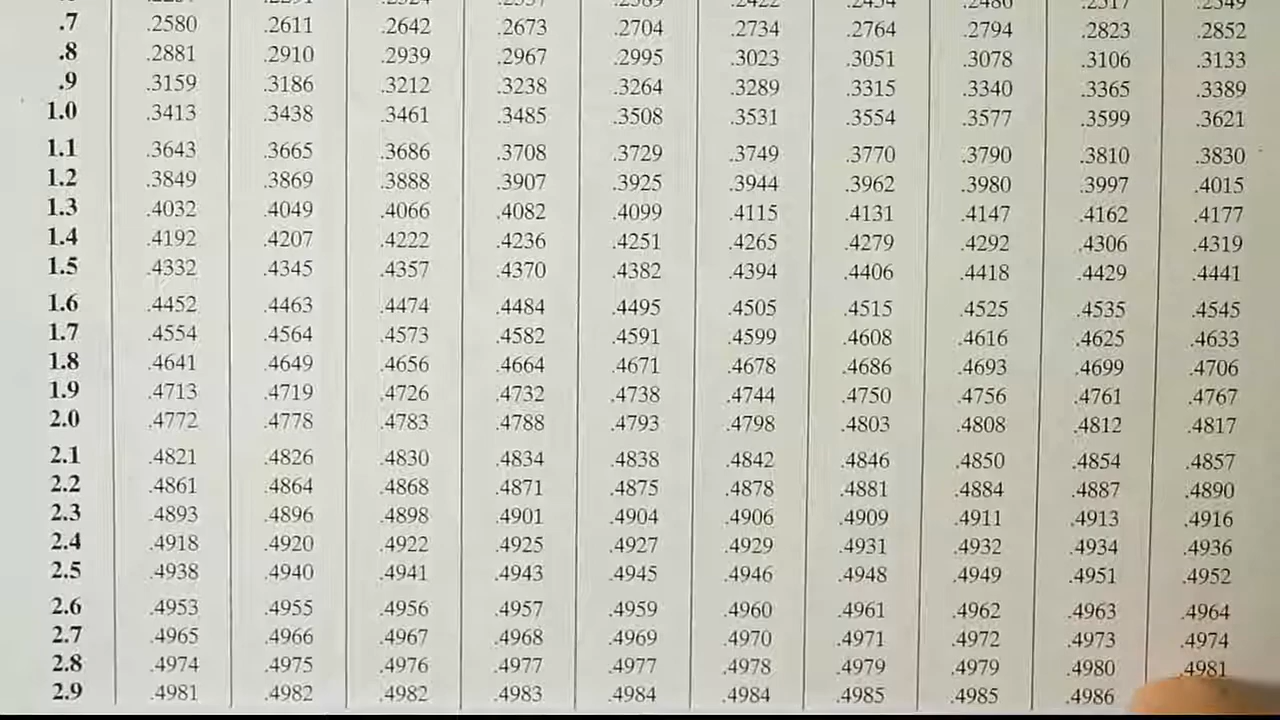 .7 .2580 .2611 .2642 .2673 .2704 .2734 .2764 .2794 .2823 .2852
.8 .2881 .2910 .2939 .2967 .2995 .3023 .3051 .3078 .3106 .3133
.9 .3159 .3186 .3212 .3238 .3264 .3289 .3315 .3340 .3365 .3389
1.0 .3413 .3438 .3461 .3485 .3508 .3531 .3554 .3577 .3599 .3621
1.1 .3643 .3665 .3686 .3708 .3729 .3749 .3770 .3790 .3810 .3830
1.2 .3849 .3869 .3888 .3907 .3925 .3944 .3962 .3980 .3997 .4015
1.3 .4032 .4049 .4066 .4082 .4099 .4115 .4131 .4147 .4162 .4177
1.4 .4192 .4207 .4222 .4236 .4251 .4265 .4279 .4292 .4306 .4319
1.5 .4332 .4345 .4357 .4370 .4382 .4394 .4406 .4418 .4429 .4441
1.6 .4452 .4463 .4474 .4484 .4495 .4505 .4515 .4525 .4535 .4545
1.7 .4554 .4564 .4573 .4582 .4591 .4599 .4608 .4616 .4625 .4633
1.8 .4641 .4649 .4656 .4664 .4671 .4678 .4686 .4693 .4699 .4706
1.9 .4713 .4719 .4726 .4732 .4738 .4744 .4750 .4756 .4761 .4767
2.0 .4772 .4778 .4783 .4788 .4793 .4798 .4803 .4808 .4812 .4817
2.1 .4821 .4826 .4830 .4834 .4838 .4842 .4846 .4850 .4854 .4857
2.2 .4861 .4864 .4868 .4871 .4875 .4878 .4881 .4884 .4887 .4890
2.3 .4893 .4896 .4898 .4901 .4904 .4906 .4909 .4911 .4913 .4916
2.4 .4918 .4920 .4922 .4925 .4927 .4929 .4931 .4932 .4934 .4936
2.5 .4938 .4940 .4941 .4943 .4945 .4946 .4948 .4949 .4951 .4952
2.6 .4953 .4955 .4956 .4957 .4959 .4960 .4961 .4962 .4963 .4964
2.7 .4965 .4966 .4967 .4968 .4969 .4970 .4971 .4972 .4973 .4974
2.8 .4974 .4975 .4976 .4977 .4977 .4978 .4979 .4979 .4980 .4981
2.9 .4981 .4982 .4982 .4983 .4984 .4984 .4985 .4985 .4986